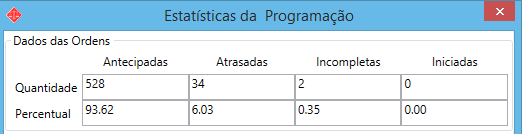 Estatísticas da  Programação
Dados das Ordens
Antecipadas Atrasadas Incompletas Iniciadas
Quantidade 528 34 2 0
Percentual 93.62 6.03 0.35 0.00